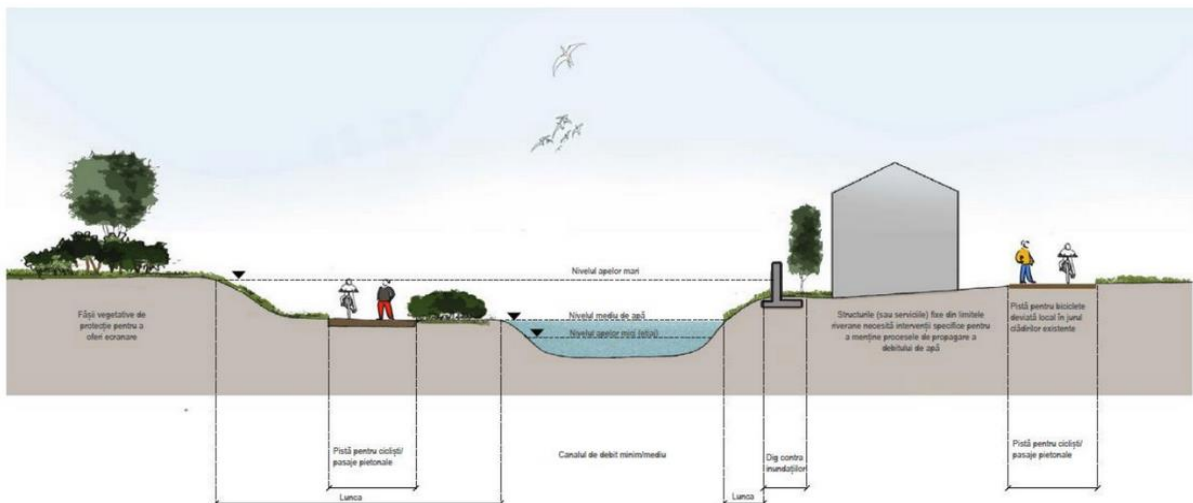 Nivelul apelor mari
Nivelul mediu de apă
Nivelul apelor mici (etiaj)
Fâșii vegetative de
protecție pentru a
oferi ecranare
Structurile (sau serviciile) fixe din limitele
riverane necesită intervenții specifice pentru
a menține procesele de propagare a
debitului de apă
Pistă pentru biciclete
deviată local în jurul
clădirilor existente
Pistă pentru cicliști/
pasaje pietonale
Canalul de debit minim/mediu
Dig contra
inundațiilor
Pistă pentru cicliști/
pasaje pietonale
Lunca
Lunca